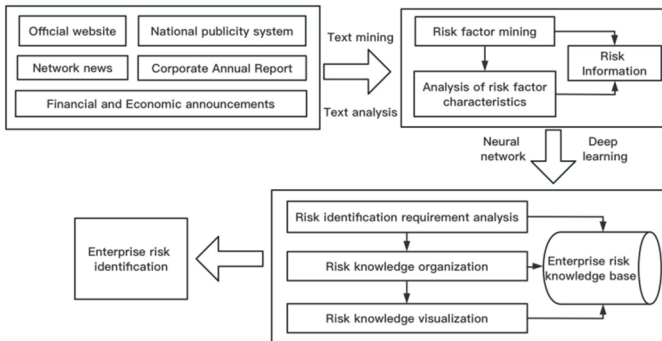 Official website
National publicity system
Network news
Corporate Annual Report
Financial and Economic announcements
Text mining
Text analysis
Risk factor mining
Analysis of risk factor
characteristics
Risk
Information
Neural
network
Deep
learning
Risk identification requirement analysis
Risk knowledge organization
Risk knowledge visualization
Enterprise risk
knowledge base
Enterprise risk
identification